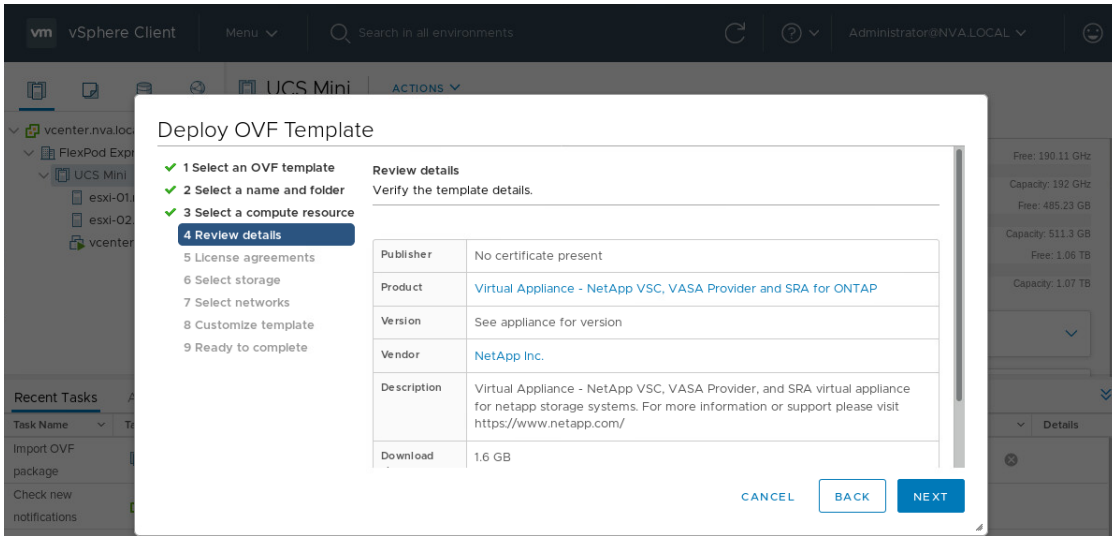 vm vSphere Client Menu Search in all environments Administrator@NVA.LOCAL
UCS Mini ACTIONS
vcenter.nva.loc
FlexPod Expr
UCS Mini
esxi-01.
esxi-02.
vcenter
Free: 190.11 GHz
Capacity: 192 GHz
Free: 485.23 GB
Capacity: 511.3 GB
Free: 1.06 TB
Capacity: 1.07 TB
Deploy OVF Template
1 Select an OVF template
2 Select a name and folder
3 Select a compute resource
4 Review details
5 License agreements
6 Select storage
7 Select networks
8 Customize template
9 Ready to complete
Review details
Verify the template details.
Publisher No certificate present
Product Virtual Appliance - NetApp VSC, VASA Provider and SRA for ONTAP
Version See appliance for version
Vendor NetApp Inc.
Description Virtual Appliance - NetApp VSC, VASA Provider, and SRA virtual appliance
for netapp storage systems. For more information or support please visit
https://www.netapp.com/
Download 1.6 GB
CANCEL BACK NEXT
Recent Tasks
Task Name Details
Import OVF
package
Check new
notifications